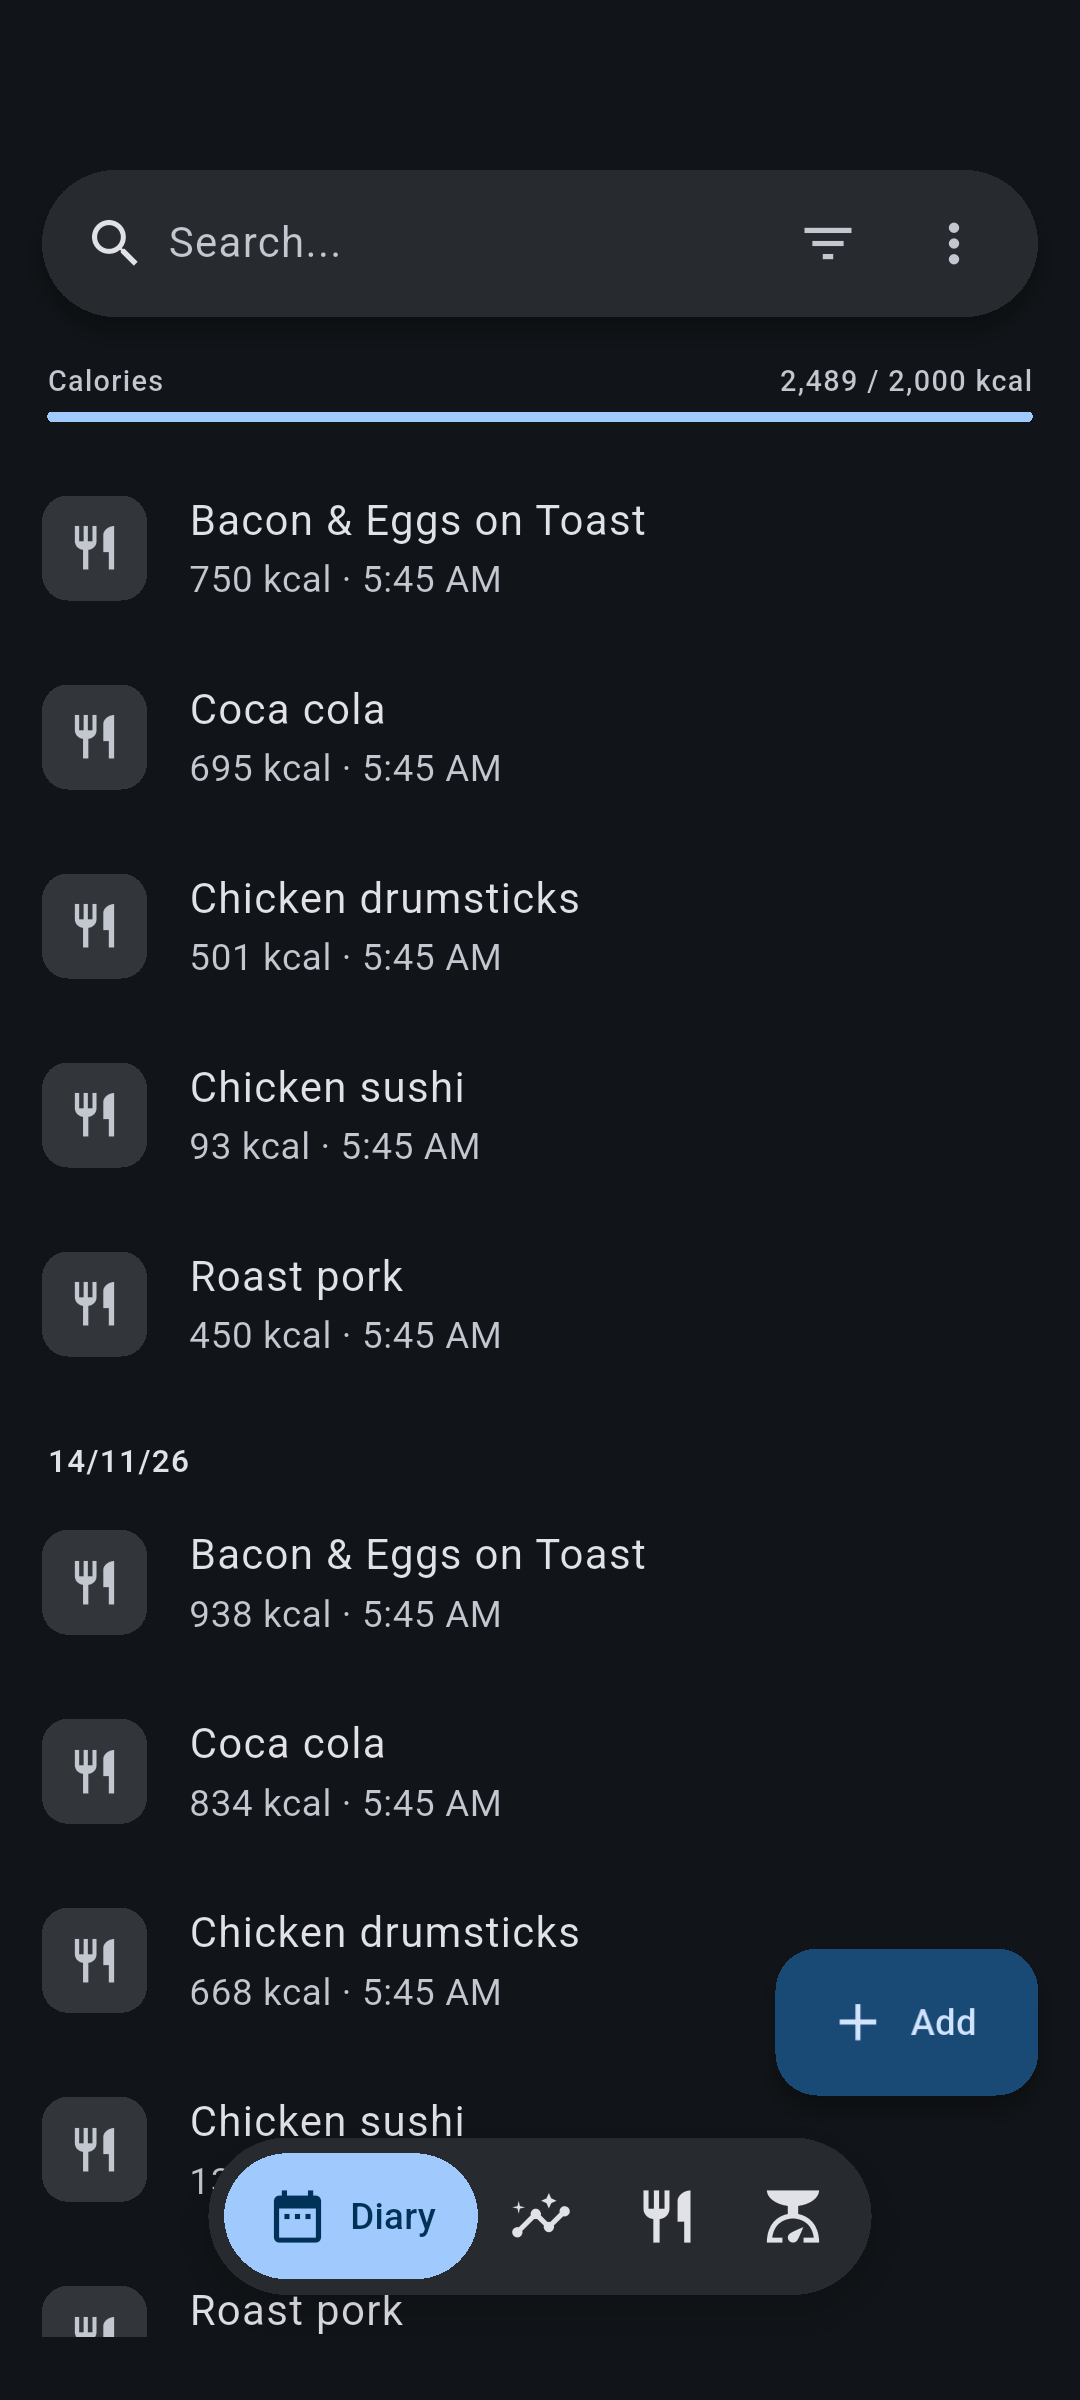 Search...
Calories
2,489 / 2,000 kcal
Bacon & Eggs on Toast
750 kcal · 5:45 AM
Coca cola
695 kcal · 5:45 AM
Chicken drumsticks
501 kcal · 5:45 AM
Chicken sushi
93 kcal · 5:45 AM
Roast pork
450 kcal · 5:45 AM
14/11/26
Bacon & Eggs on Toast
938 kcal · 5:45 AM
Coca cola
834 kcal · 5:45 AM
Chicken drumsticks
668 kcal · 5:45 AM
Add
Chicken sushi
Diary
Roast pork